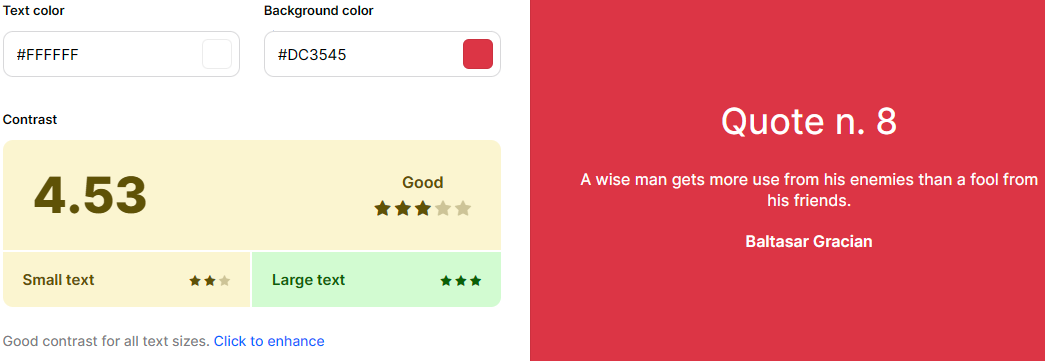 Text color
Background color
#FFFFFF
#DC3545
Contrast
4.53
Good
Small text
Large text
Good contrast for all text sizes. Click to enhance
Quote n. 8
A wise man gets more use from his enemies than a fool from
his friends.
Baltasar Gracian